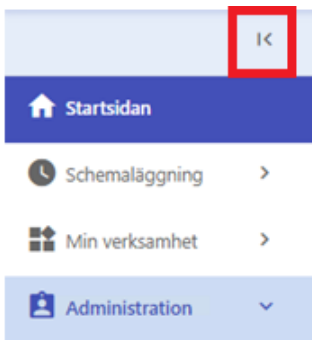 Startsidan
Schemaläggning
Min verksamhet
Administration